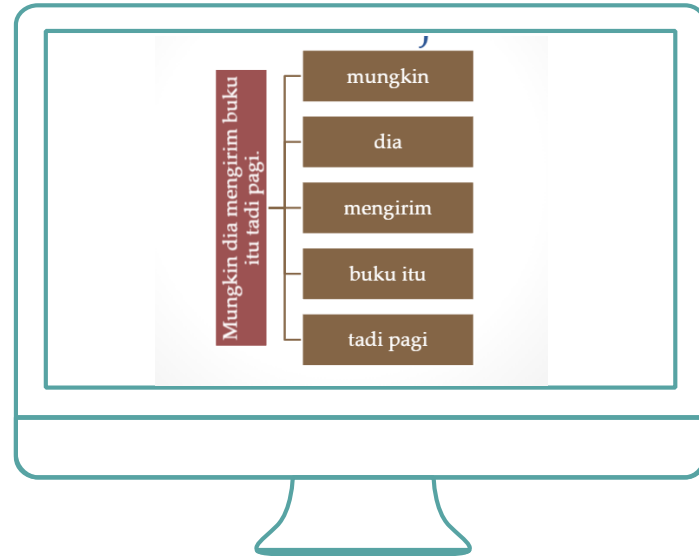 Mungkin dia mengirim buku
itu tadi pagi.
mungkin
dia
mengirim
buku itu
tadi pagi